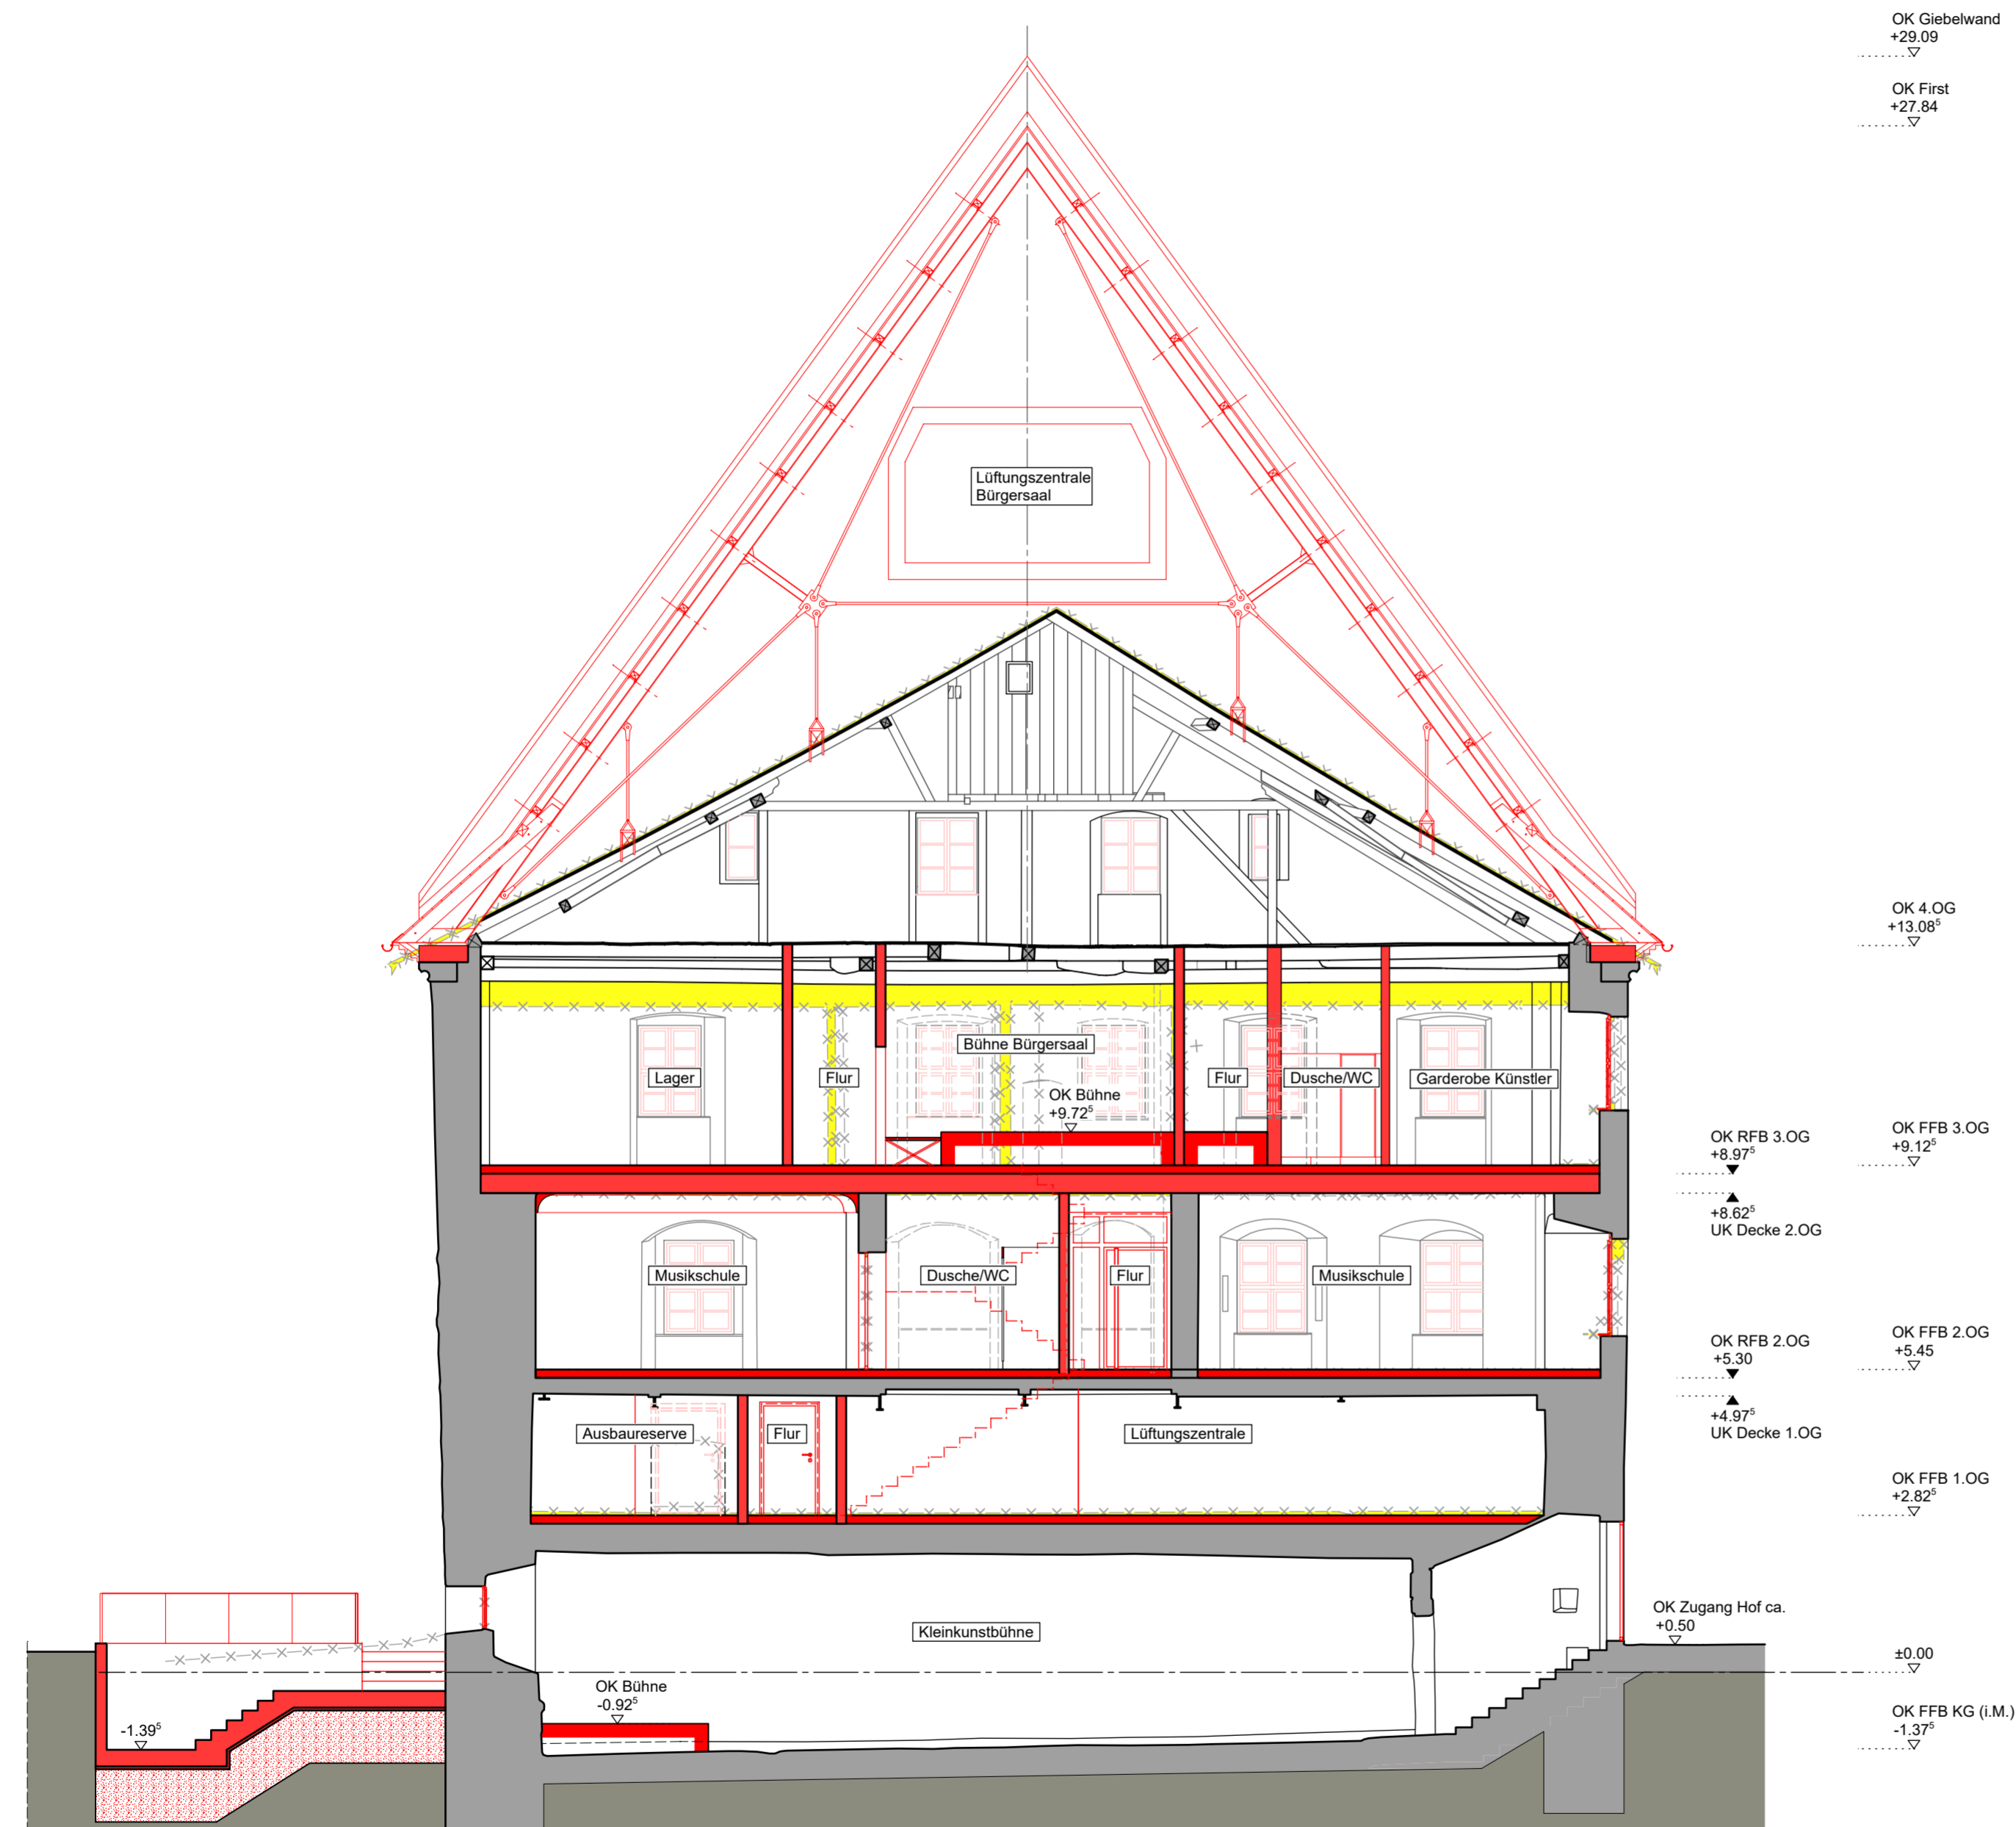 OK Giebelwand
+29.09
OK First
+27.84
Lüftungszentrale
Bürgersaal
OK 4.OG
+13.08⁵
Bühne Bürgersaal
Lager
Flur
Flur
Dusche/WC
Garderobe Künstler
OK Bühne
+9.72⁵
OK RFB 3.OG
+8.97⁵
OK FFB 3.OG
+9.12⁵
+8.62⁵
UK Decke 2.OG
Musikschule
Dusche/WC
Flur
Musikschule
OK RFB 2.OG
+5.30
OK FFB 2.OG
+5.45
+4.97⁵
UK Decke 1.OG
Ausbaureserve
Flur
Lüftungszentrale
OK FFB 1.OG
+2.82⁵
Kleinkunstbühne
OK Zugang Hof ca.
+0.50
±0.00
OK Bühne
-0.92⁵
-1.39⁵
OK FFB KG (i.M.)
-1.37⁵